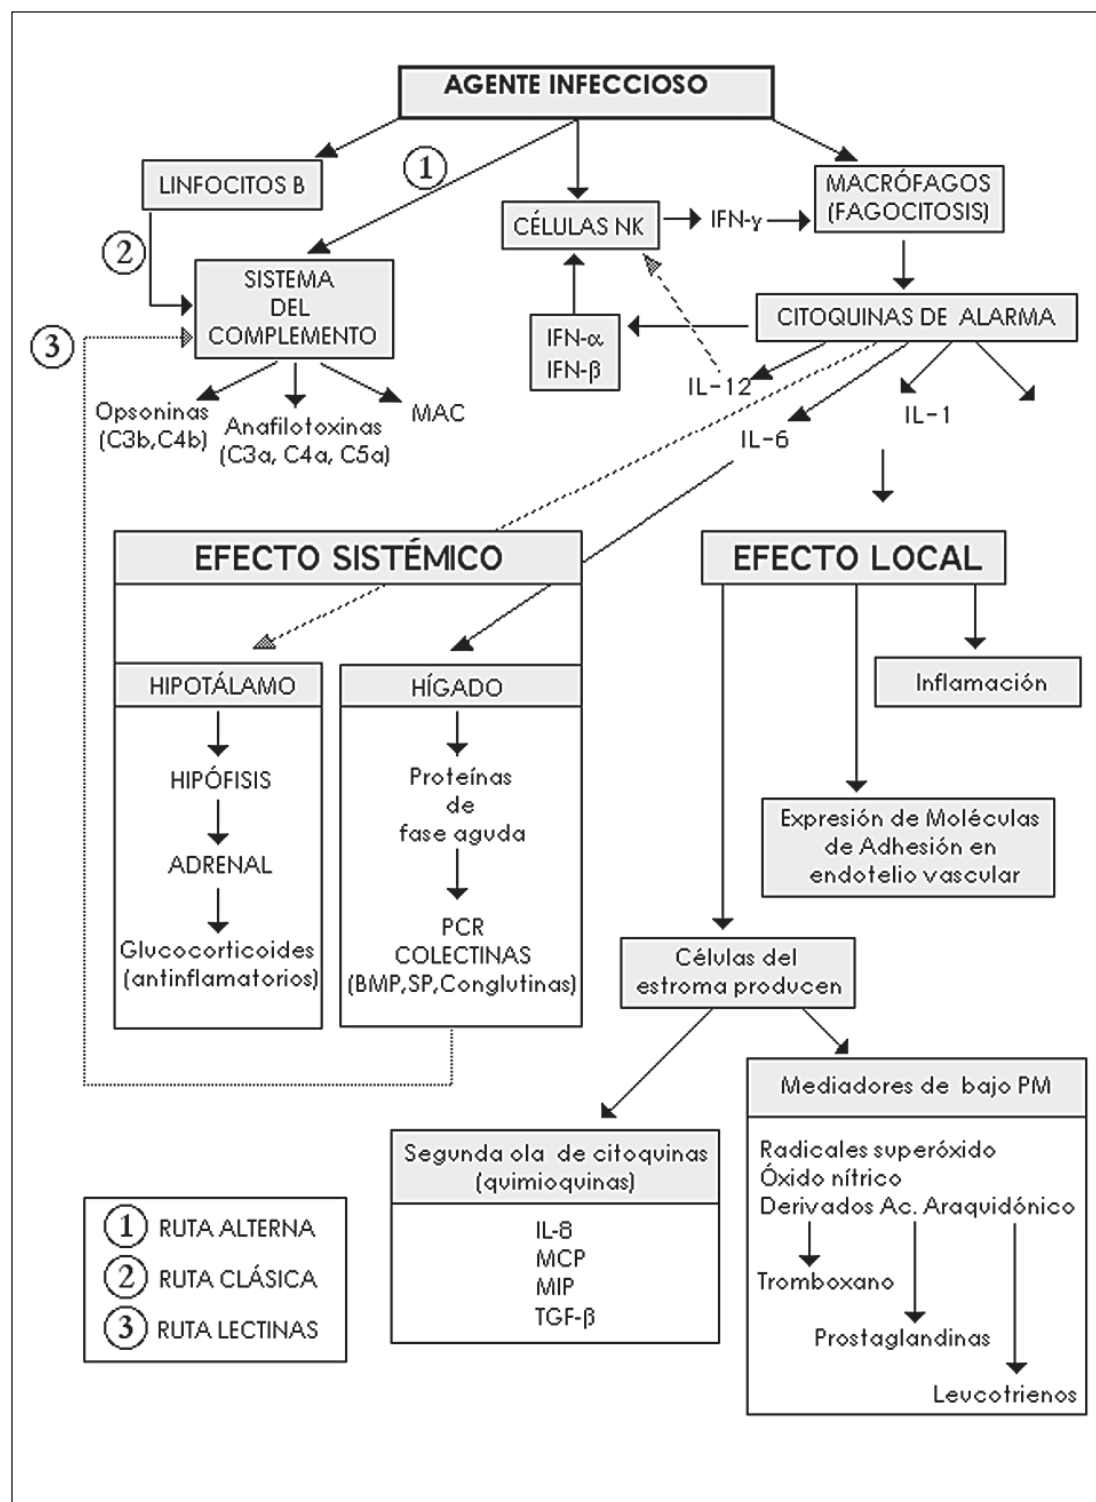 AGENTE INFECCIOSO
LINFOCITOS B
1
MACRÓFAGOS
(FAGOCITOSIS)
CÉLULAS NK
IFN-γ
2
SISTEMA
DEL
COMPLEMENTO
3
IFN-α
IFN-β
CITOQUINAS DE ALARMA
IL-12
IL-6
IL-1
Opsoninas
(C3b,C4b)
Anafilotoxinas
(C3a, C4a, C5a)
MAC
EFECTO SISTÉMICO
EFECTO LOCAL
HIPOTÁLAMO
HIPÓFISIS
ADRENAL
Glucocorticoides
(antinflamatorios)
HÍGADO
Proteínas
de
fase aguda
PCR
COLECTINAS
(BMP,SP,Conglutinas)
Inflamación
Expresión de Moléculas
de Adhesión en
endotelio vascular
Células del
estroma producen
Segunda ola de citoquinas
(quimioquinas)
IL-8
MCP
MIP
TGF-β
Mediadores de bajo PM
Radicales superóxido
Óxido nítrico
Derivados Ac. Araquidónico
Tromboxano
Prostaglandinas
Leucotrienos
1 RUTA ALTERNA
2 RUTA CLÁSICA
3 RUTA LECTINAS